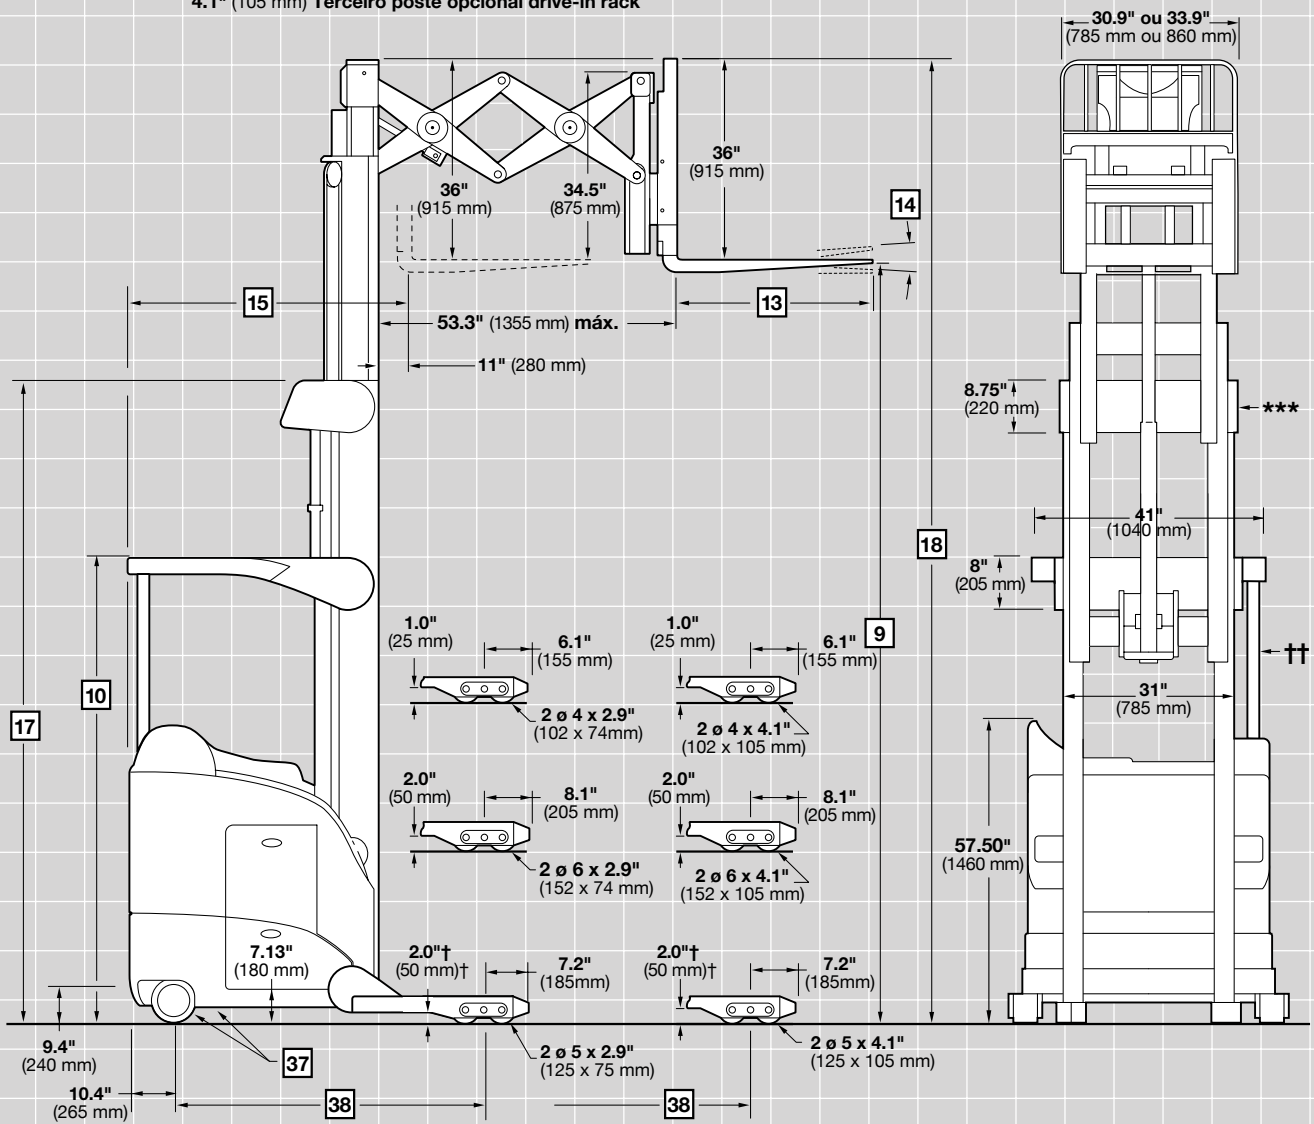 4.1" (105 mm) Terceiro poste opcional drive-in rack
30.9" ou 33.9"
(785 mm ou 860 mm)
36"
(915 mm)
34.5"
(875 mm)
36"
(915 mm)
14
15
13
53.3" (1355 mm) máx.
11" (280 mm)
8.75"
(220 mm)
***
41"
(1040 mm)
18
8"
(205 mm)
9
††
10
17
31"
(785 mm)
1.0"
(25 mm)
6.1"
(155 mm)
2 ø 4 x 2.9"
(102 x 74mm)
1.0"
(25 mm)
6.1"
(155 mm)
2 ø 4 x 4.1"
(102 x 105 mm)
2.0"
(50 mm)
8.1"
(205 mm)
2 ø 6 x 2.9"
(152 x 74 mm)
2.0"
(50 mm)
8.1"
(205 mm)
2 ø 6 x 4.1"
(152 x 105 mm)
57.50"
(1460 mm)
7.13"
(180 mm)
2.0"†
(50 mm)†
7.2"
(185mm)
2 ø 5 x 2.9"
(125 x 75 mm)
2.0"†
(50 mm)†
7.2"
(185mm)
2 ø 5 x 4.1"
(125 x 105 mm)
9.4"
(240 mm)
37
10.4"
(265 mm)
38
38